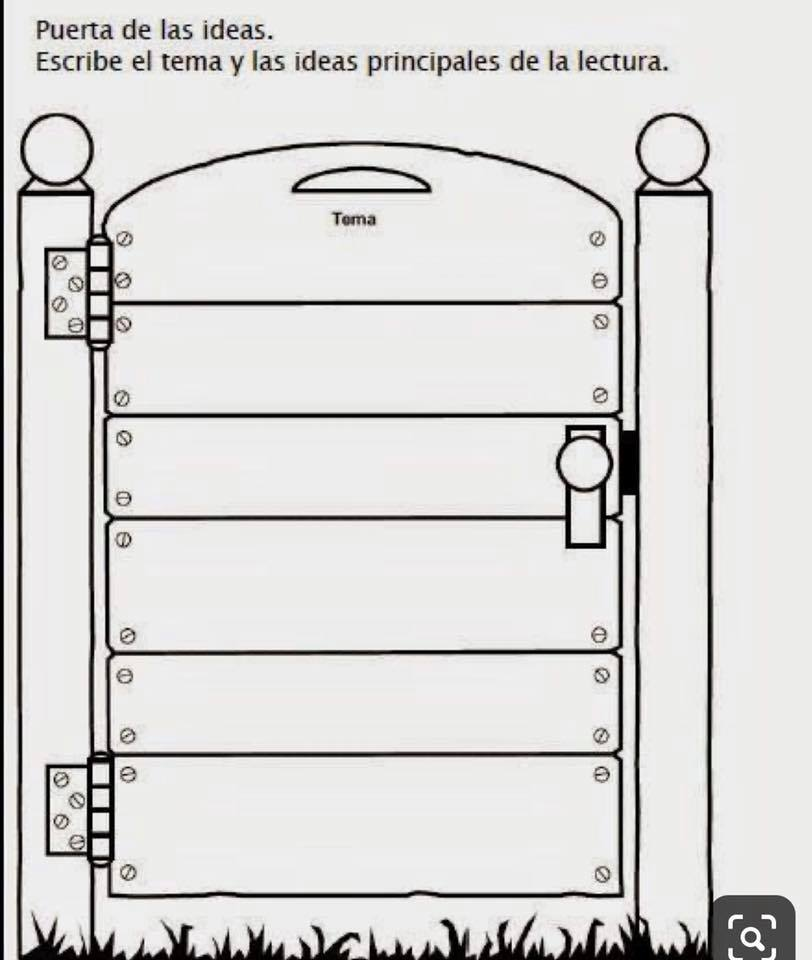 Puerta de las ideas.
Escribe el tema y las ideas principales de la lectura.
Tema